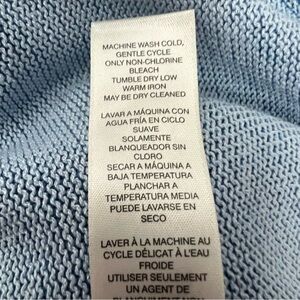 MACHINE WASH COLD,
GENTLE CYCLE
ONLY NON-CHLORINE
BLEACH
TUMBLE DRY LOW
WARM IRON
MAY BE DRY CLEANED
LAVAR A MÁQUINA CON
AGUA FRÍA EN CICLO
SUAVE
SOLAMENTE
BLANQUEADOR SIN
CLORO
SECAR A MÁQUINA A
BAJA TEMPERATURA
PLANCHAR A
TEMPERATURA MEDIA
PUEDE LAVARSE EN
SECO
LAVER À LA MACHINE AU
CYCLE DÉLICAT À L'EAU
FROIDE
UTILISER SEULEMENT
UN AGENT DE
BLANCHIMENT NON